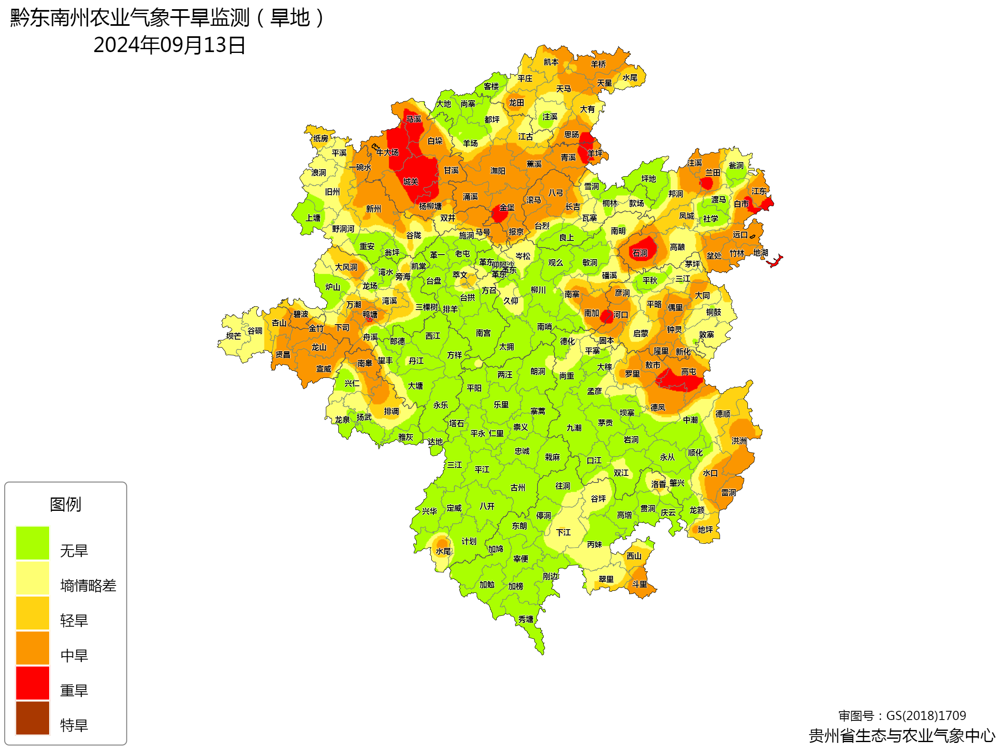 黔东南州农业气象干旱监测（旱地）
2024年09月13日
凯本
羊桥
平庄
天星
水尾
客楼
天马
大地
尚寨
龙田
大有
都坪
注溪
马溪
思旸
江古
纸房
白垛
羊场
平溪
牛大场
青溪
羊坪
蕉溪
注溪
翁洞
一碗水
甘溪
潕阳
兰田
浪洞
城关
坪地
雪洞
旧州
八弓
江东
涌溪
滚马
邦洞
渡马
新州
杨柳塘
金堡
长吉
桐林
款场
白市
上塘
双井
瓦寨
凤城
社学
野洞河
台烈
谷陇
施洞
马号
报京
良上
南明
远口
重安
翁坪
高酿
革一
老屯
岑松
石洞
盆处
竹林
地湖
大风洞
凯棠
革东
仰阿沙
观么
敏洞
茅坪
湾水
旁海
革东
革东
萃文
磻溪
台盘
平秋
三江
炉山
龙场
方召
柳川
台拱
久仰
南寨
彦洞
大同
湾溪
万潮
三棵树
排羊
平略
偶里
铜鼓
碧波
鸭塘
南加
河口
杏山
金竹
下司
南哨
谷硐
钟灵
坝芒
舟溪
西江
南宫
启蒙
敦寨
郎德
德化
固本
龙山
太拥
平寨
隆里
新化
贤昌
方祥
南皋
望丰
丹江
大稼
敖市
宣威
高屯
两汪
朗洞
尚重
罗里
兴仁
大塘
平阳
孟彦
永乐
乐里
德凤
排调
寨蒿
坝寨
德顺
龙泉
扬武
中潮
塔石
茅贡
崇义
九潮
平永
仁里
雅灰
岩洞
洪洲
达地
忠诚
顺化
栽麻
永从
口江
三江
平江
双江
水口
洛香
肇兴
古州
往洞
雷洞
谷坪
八开
定威
兴华
贯洞
龙额
停洞
高增
庆云
东朗
地坪
下江
计划
丙妹
加鸠
水尾
西山
宰便
刚边
翠里
加勉
加榜
斗里
秀塘
图例
无旱
墒情略差
轻旱
中旱
重旱
特旱
审图号：GS(2018)1709
贵州省生态与农业气象中心